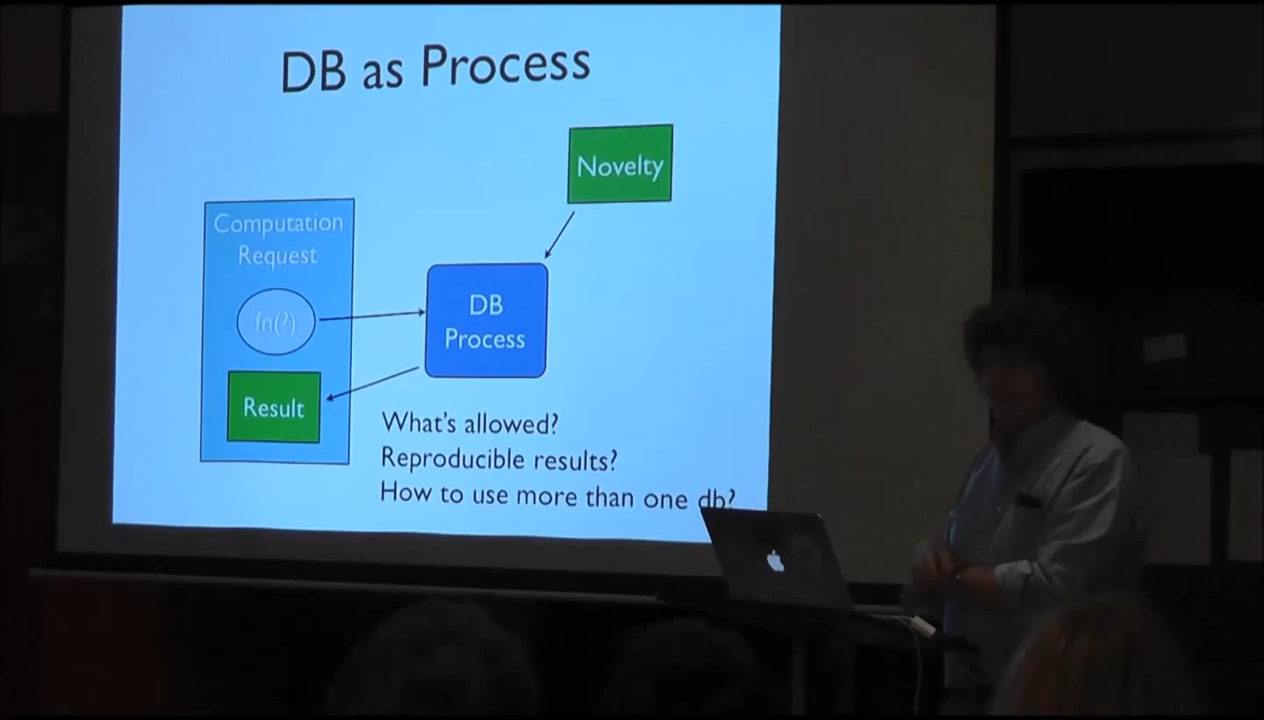 DB as Process
Novelty
Computation
Request
fn(?)
DB
Process
Result
What's allowed?
Reproducible results?
How to use more than one db?